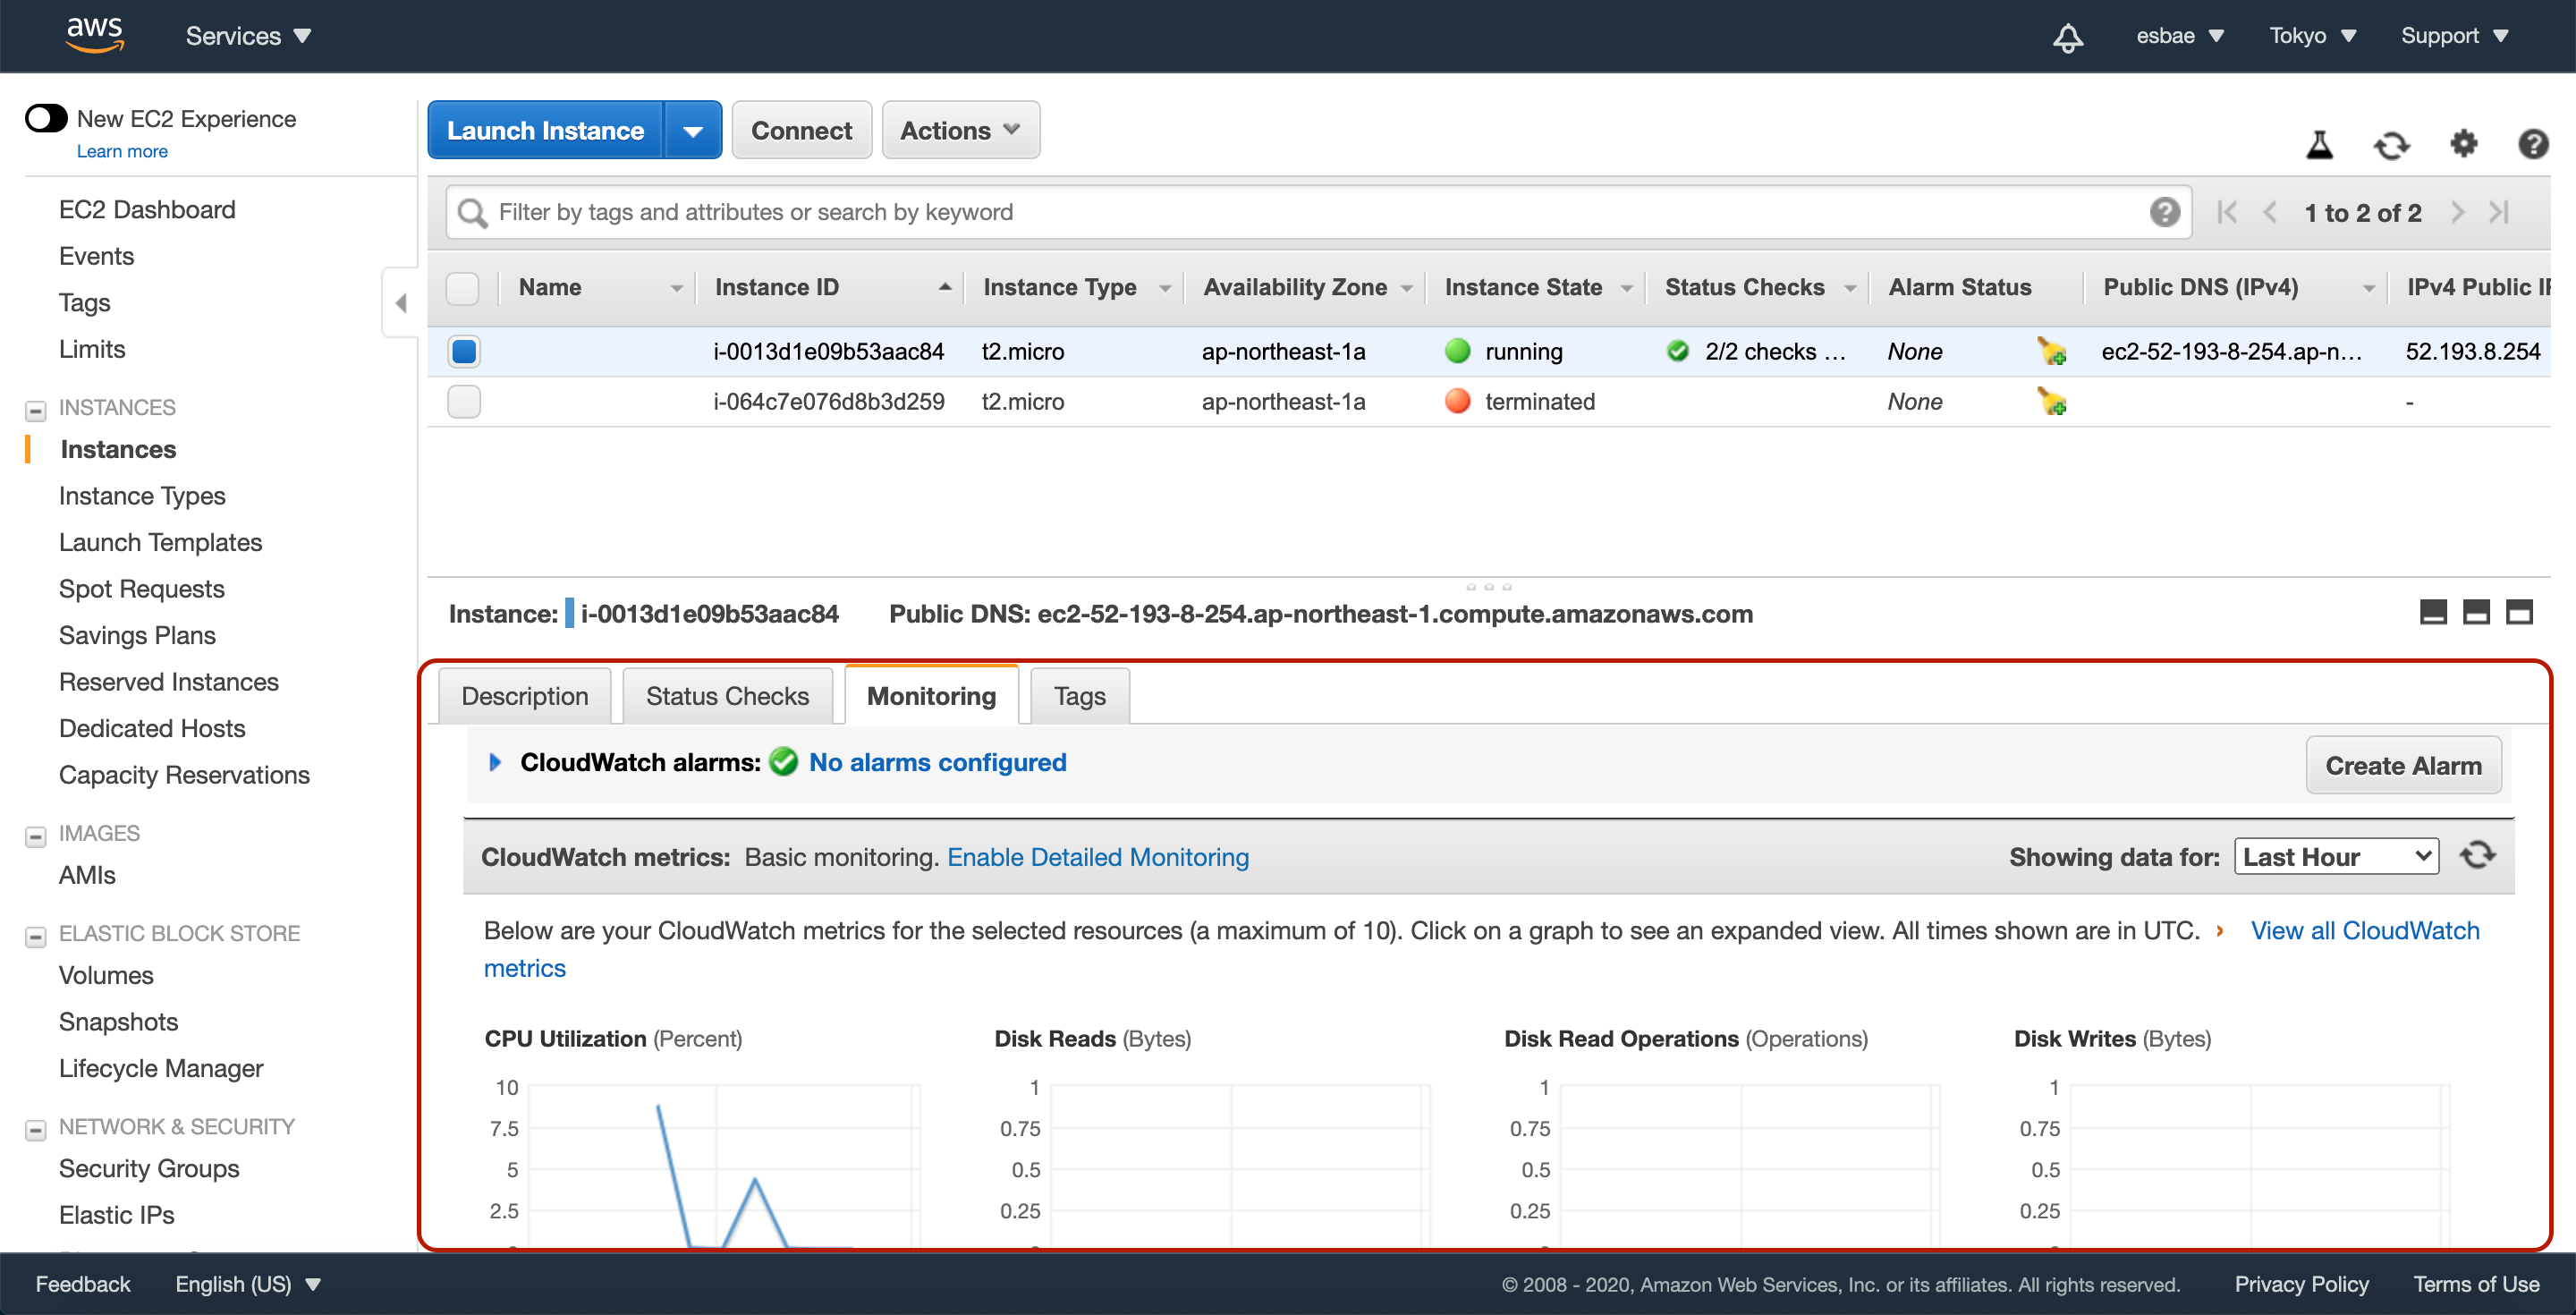 aws Services esbae Tokyo Support
New EC2 Experience
Learn more
EC2 Dashboard
Events
Tags
Limits
INSTANCES
Instances
Instance Types
Launch Templates
Spot Requests
Savings Plans
Reserved Instances
Dedicated Hosts
Capacity Reservations
IMAGES
AMIs
ELASTIC BLOCK STORE
Volumes
Snapshots
Lifecycle Manager
NETWORK & SECURITY
Security Groups
Elastic IPs
Launch Instance Connect Actions
Filter by tags and attributes or search by keyword 1 to 2 of 2
Name Instance ID Instance Type Availability Zone Instance State Status Checks Alarm Status Public DNS (IPv4) IPv4 Public
i-0013d1e09b53aac84 t2.micro ap-northeast-1a running 2/2 checks ... None ec2-52-193-8-254.ap-n... 52.193.8.254
i-064c7e076d8b3d259 t2.micro ap-northeast-1a terminated None -
Instance: i-0013d1e09b53aac84 Public DNS: ec2-52-193-8-254.ap-northeast-1.compute.amazonaws.com
Description Status Checks Monitoring Tags
CloudWatch alarms: No alarms configured Create Alarm
CloudWatch metrics: Basic monitoring. Enable Detailed Monitoring Showing data for: Last Hour
Below are your CloudWatch metrics for the selected resources (a maximum of 10). Click on a graph to see an expanded view. All times shown are in UTC. › View all CloudWatch
metrics
CPU Utilization (Percent)
10
7.5
5
2.5
Disk Reads (Bytes)
1
0.75
0.5
0.25
Disk Read Operations (Operations)
1
0.75
0.5
0.25
Disk Writes (Bytes)
1
0.75
0.5
0.25
Feedback English (US) © 2008 - 2020, Amazon Web Services, Inc. or its affiliates. All rights reserved. Privacy Policy Terms of Use